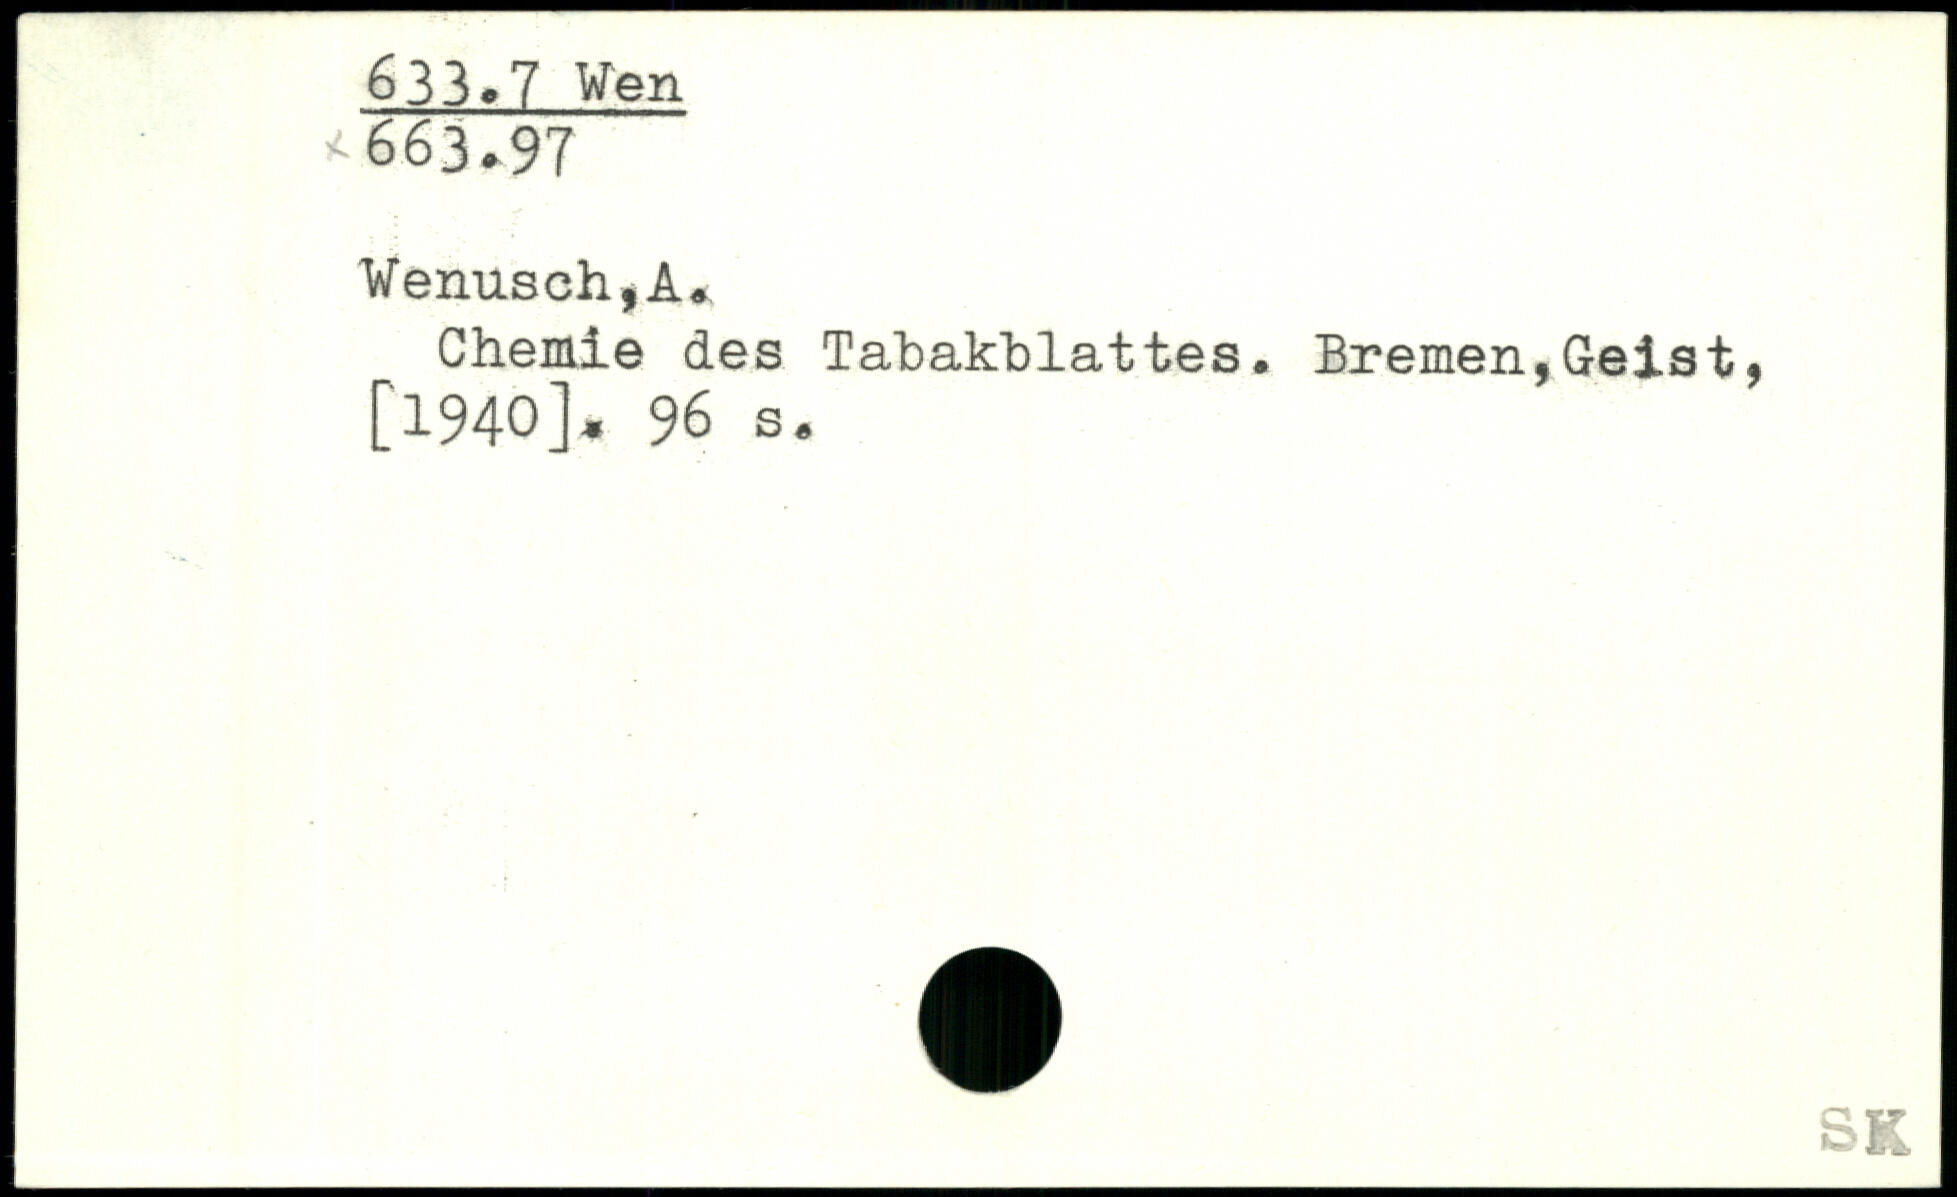 633.7 Wen
x 663.97
Wenusch,A.
Chemie des Tabakblattes. Bremen,Geist,
[1940]. 96 s.
SK